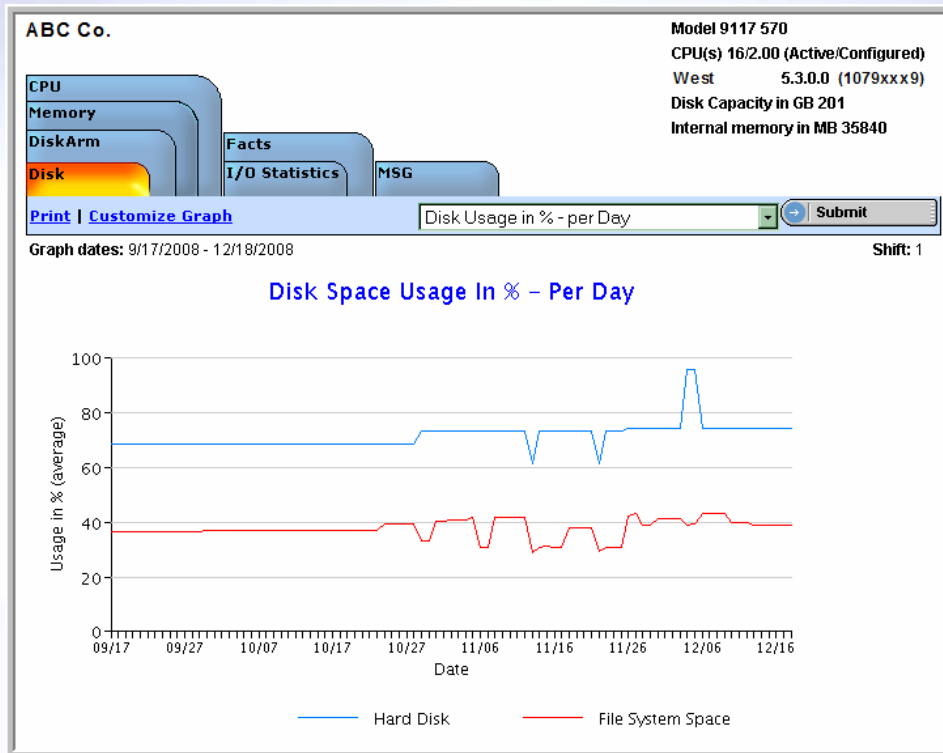 ABC Co.
Model 9117 570
CPU(s) 16/2.00 (Active/Configured)
West 5.3.0.0 (1079xxx9)
Disk Capacity in GB 201
Internal memory in MB 35840
CPU
Memory
DiskArm
Disk
Facts
I/O Statistics
MSG
Print | Customize Graph
Disk Usage in % - per Day
Submit
Graph dates: 9/17/2008 - 12/18/2008
Shift: 1
Disk Space Usage In % - Per Day
Usage in % (average)
100
80
60
40
20
0
09/17 09/27 10/07 10/17 10/27 11/06 11/16 11/26 12/06 12/16
Date
Hard Disk
File System Space